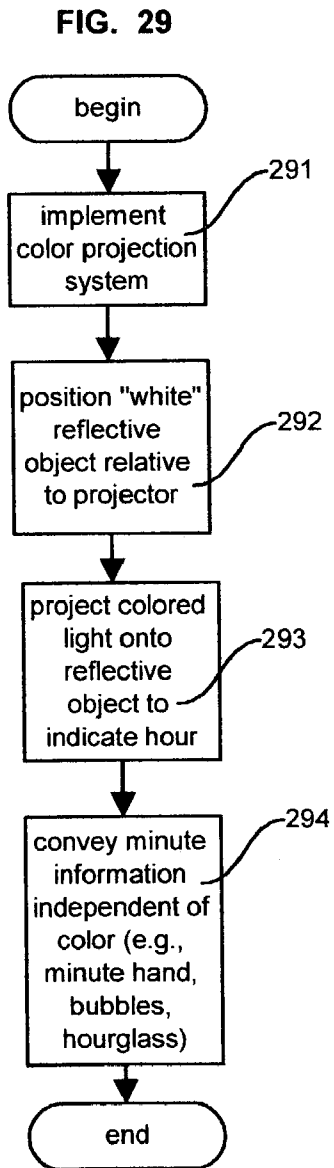 FIG. 29
begin
291
implement
color projection
system
292
position "white"
reflective
object relative
to projector
293
project colored
light onto
reflective
object to
indicate hour
294
convey minute
information
independent of
color (e.g.,
minute hand,
bubbles,
hourglass)
end